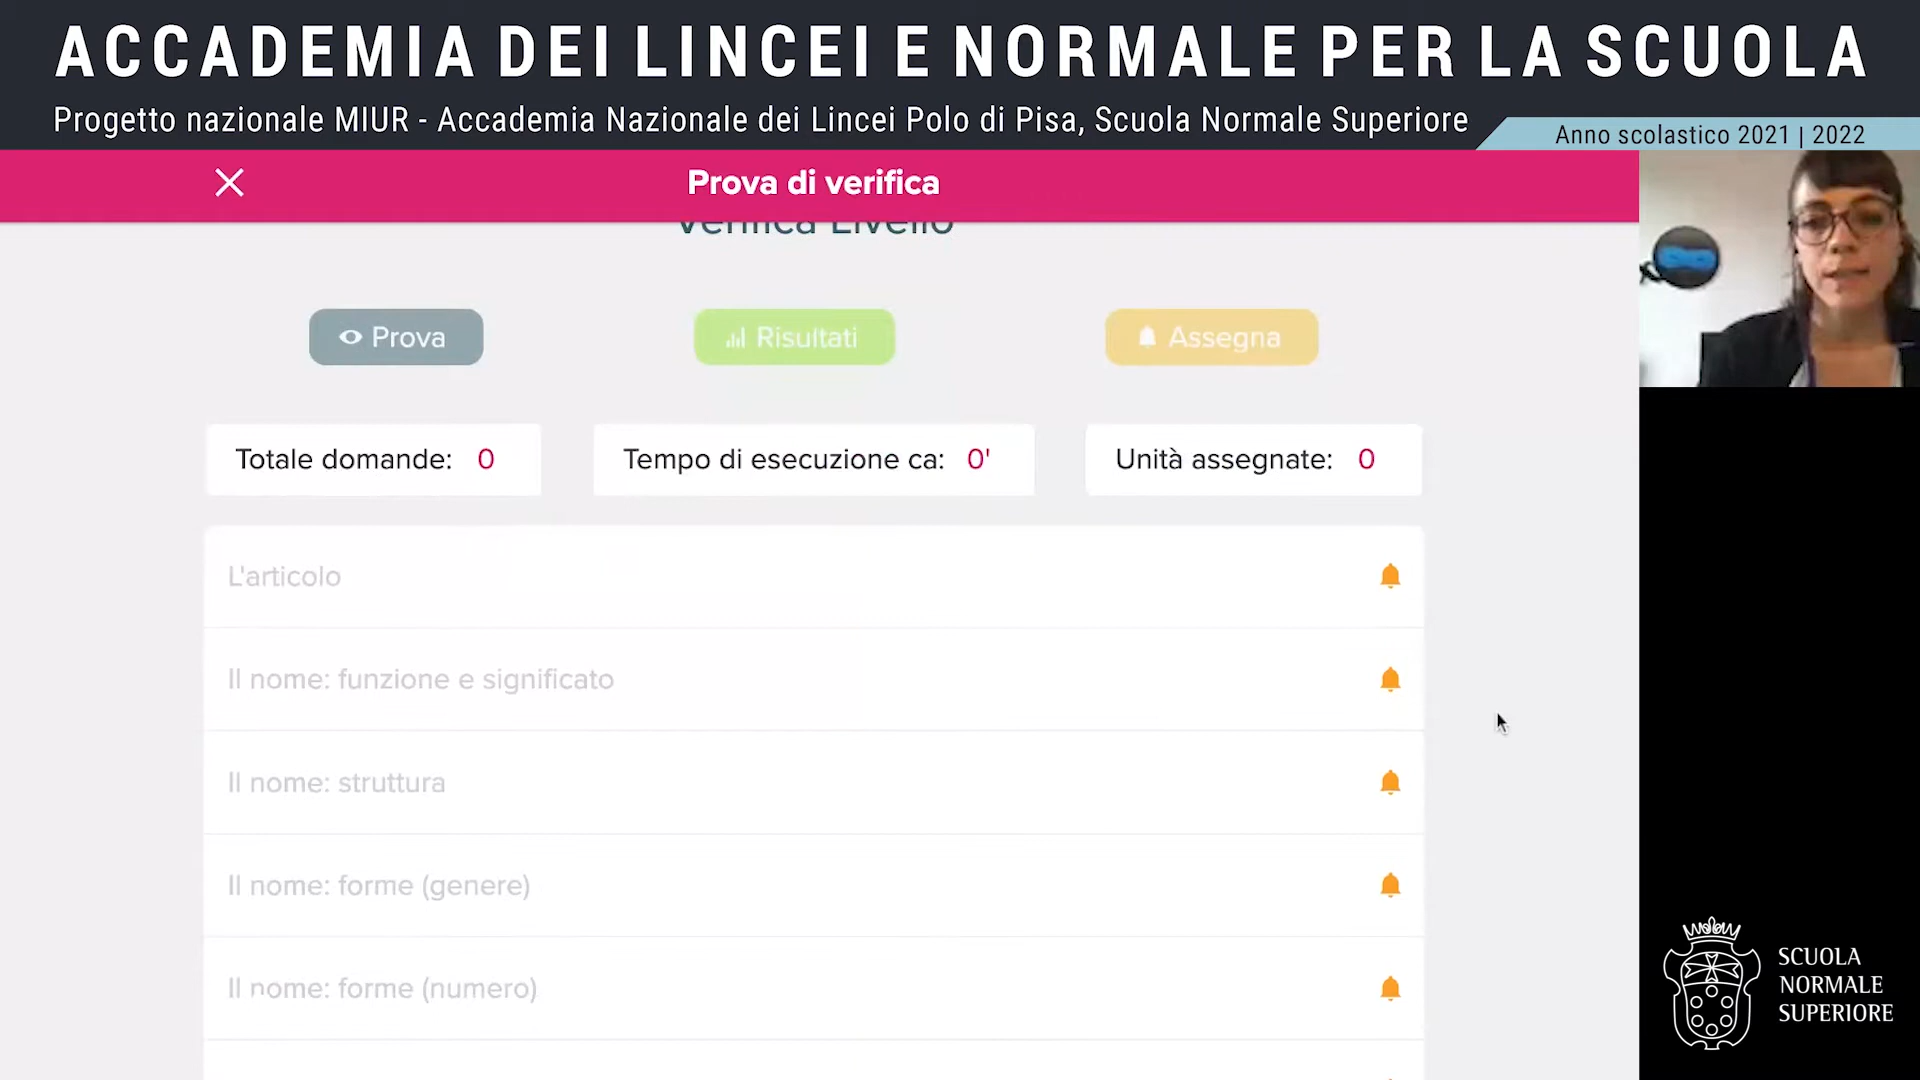 ACCADEMIA DEI LINCEI E NORMALE PER LA SCUOLA
Progetto nazionale MIUR - Accademia Nazionale dei Lincei Polo di Pisa, Scuola Normale Superiore
Anno scolastico 2021 | 2022
Prova di verifica
Verifica Livello
Prova
Risultati
Assegna
Totale domande: 0
Tempo di esecuzione ca: 0'
Unità assegnate: 0
L'articolo
Il nome: funzione e significato
Il nome: struttura
Il nome: forme (genere)
Il nome: forme (numero)
SCUOLA
NORMALE
SUPERIORE